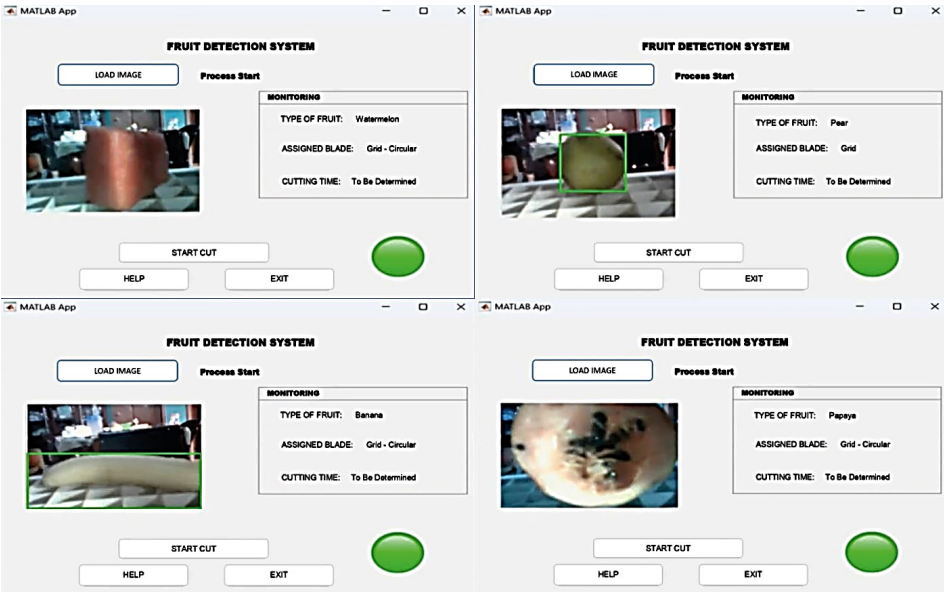 MATLAB App
FRUIT DETECTION SYSTEM
LOAD IMAGE
Process Start
MONITORING
TYPE OF FRUIT: Watermelon
ASSIGNED BLADE: Grid - Circular
CUTTING TIME: To Be Determined
START CUT
HELP
EXIT
MATLAB App
FRUIT DETECTION SYSTEM
LOAD IMAGE
Process Start
MONITORING
TYPE OF FRUIT: Pear
ASSIGNED BLADE: Grid
CUTTING TIME: To Be Determined
START CUT
HELP
EXIT
MATLAB App
FRUIT DETECTION SYSTEM
LOAD IMAGE
Process Start
MONITORING
TYPE OF FRUIT: Banana
ASSIGNED BLADE: Grid - Circular
CUTTING TIME: To Be Determined
START CUT
HELP
EXIT
MATLAB App
FRUIT DETECTION SYSTEM
LOAD IMAGE
Process Start
MONITORING
TYPE OF FRUIT: Papaya
ASSIGNED BLADE: Grid - Circular
CUTTING TIME: To Be Determined
START CUT
HELP
EXIT